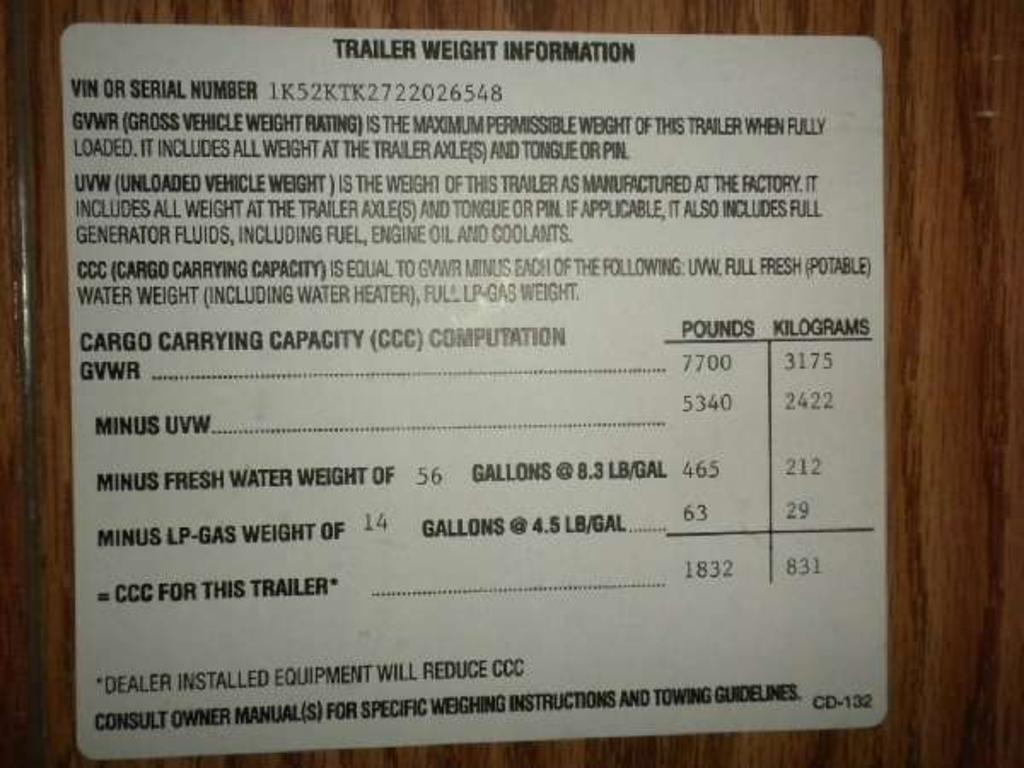 TRAILER WEIGHT INFORMATION
VIN OR SERIAL NUMBER 1K52KTK2722026548
GVWR (GROSS VEHICLE WEIGHT RATING) IS THE MAXIMUM PERMISSIBLE WEIGHT OF THIS TRAILER WHEN FULLY
LOADED. IT INCLUDES ALL WEIGHT AT THE TRAILER AXLE(S) AND TONGUE OR PIN.
UVW (UNLOADED VEHICLE WEIGHT ) IS THE WEIGHT OF THIS TRAILER AS MANUFACTURED AT THE FACTORY. IT
INCLUDES ALL WEIGHT AT THE TRAILER AXLE(S) AND TONGUE OR PIN. IF APPLICABLE, IT ALSO INCLUDES FULL
GENERATOR FLUIDS, INCLUDING FUEL, ENGINE OIL AND COOLANTS.
CCC (CARGO CARRYING CAPACITY) IS EQUAL TO GVWR MINUS EACH OF THE FOLLOWING: UVW, FULL FRESH (POTABLE)
WATER WEIGHT (INCLUDING WATER HEATER), FULL LP-GAS WEIGHT.
CARGO CARRYING CAPACITY (CCC) COMPUTATION POUNDS KILOGRAMS
GVWR ........ 7700 3175
MINUS UVW........ 5340 2422
MINUS FRESH WATER WEIGHT OF 56 GALLONS @ 8.3 LB/GAL 465 212
MINUS LP-GAS WEIGHT OF 14 GALLONS @ 4.5 LB/GAL....... 63 29
= CCC FOR THIS TRAILER* ........ 1832 831
*DEALER INSTALLED EQUIPMENT WILL REDUCE CCC
CONSULT OWNER MANUAL(S) FOR SPECIFIC WEIGHING INSTRUCTIONS AND TOWING GUIDELINES. CD-132